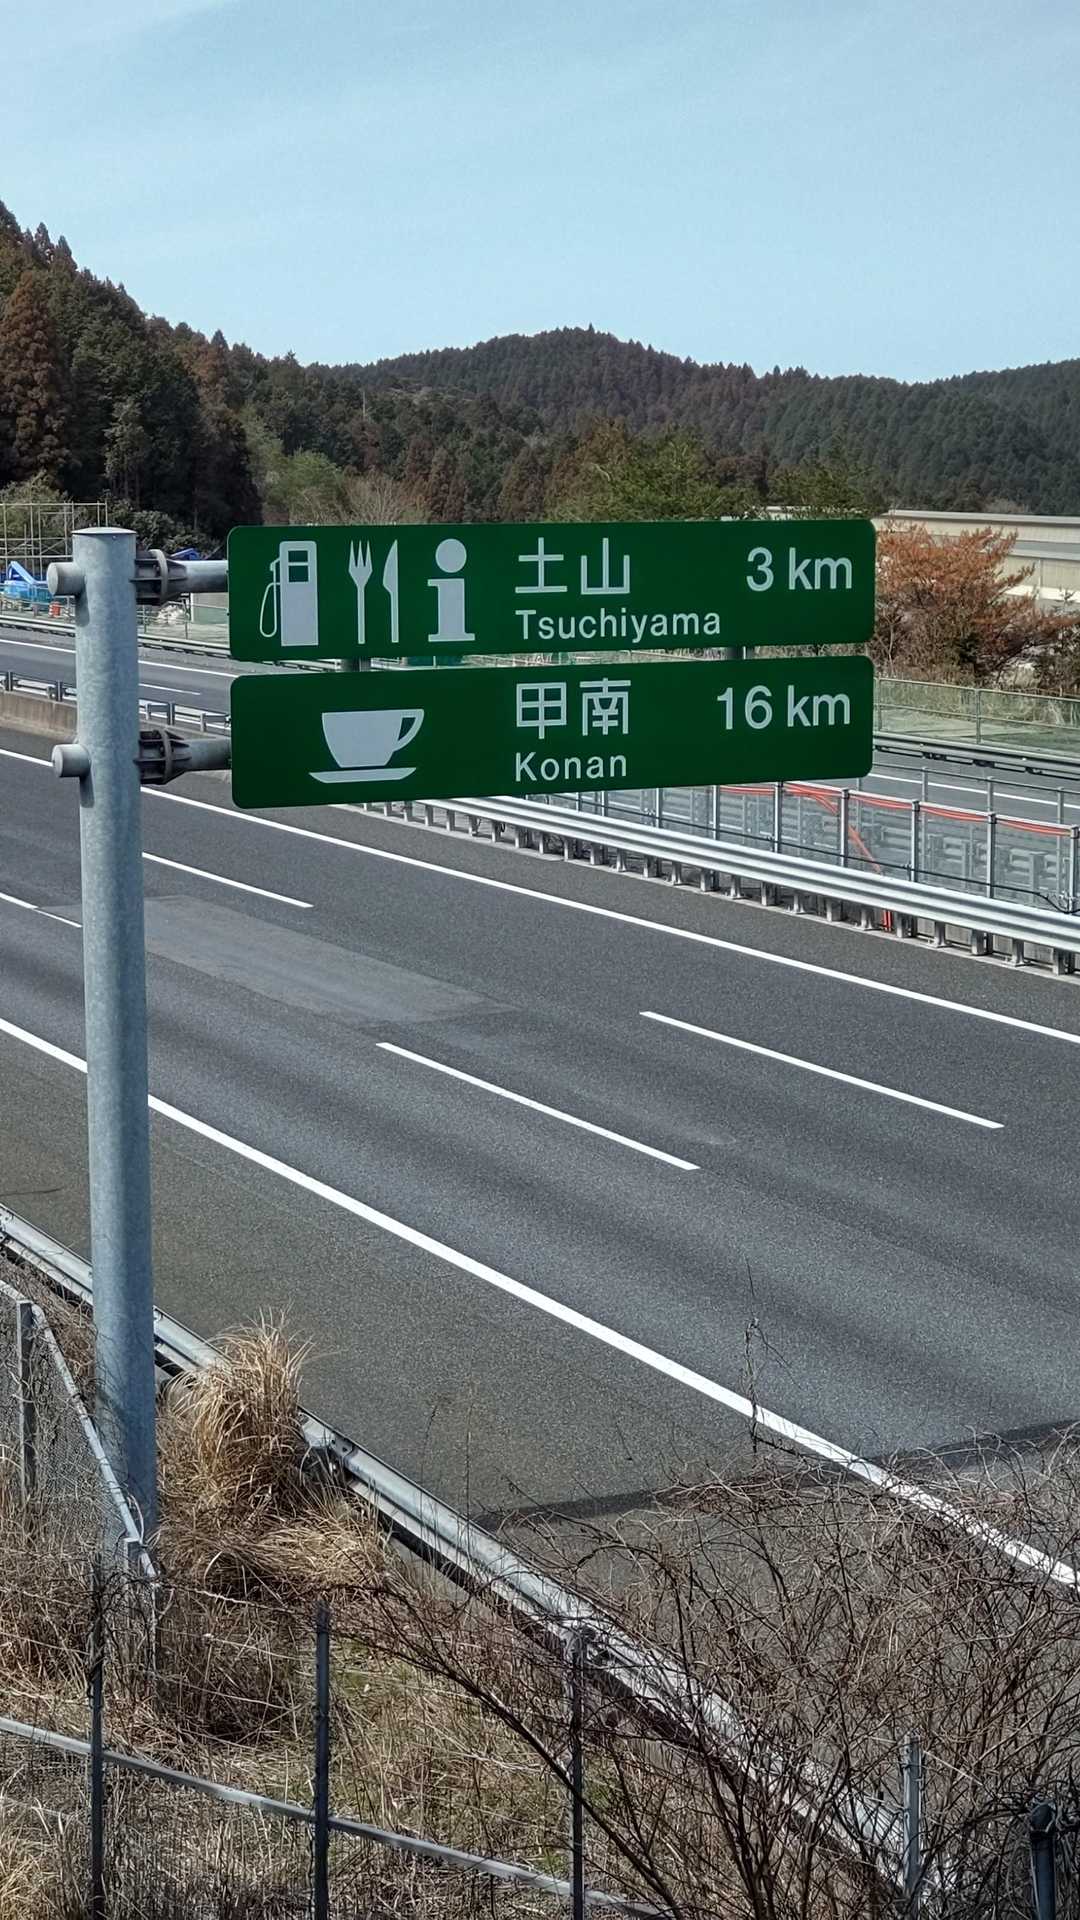 土山 3 km
Tsuchiyama
甲南 16 km
Konan